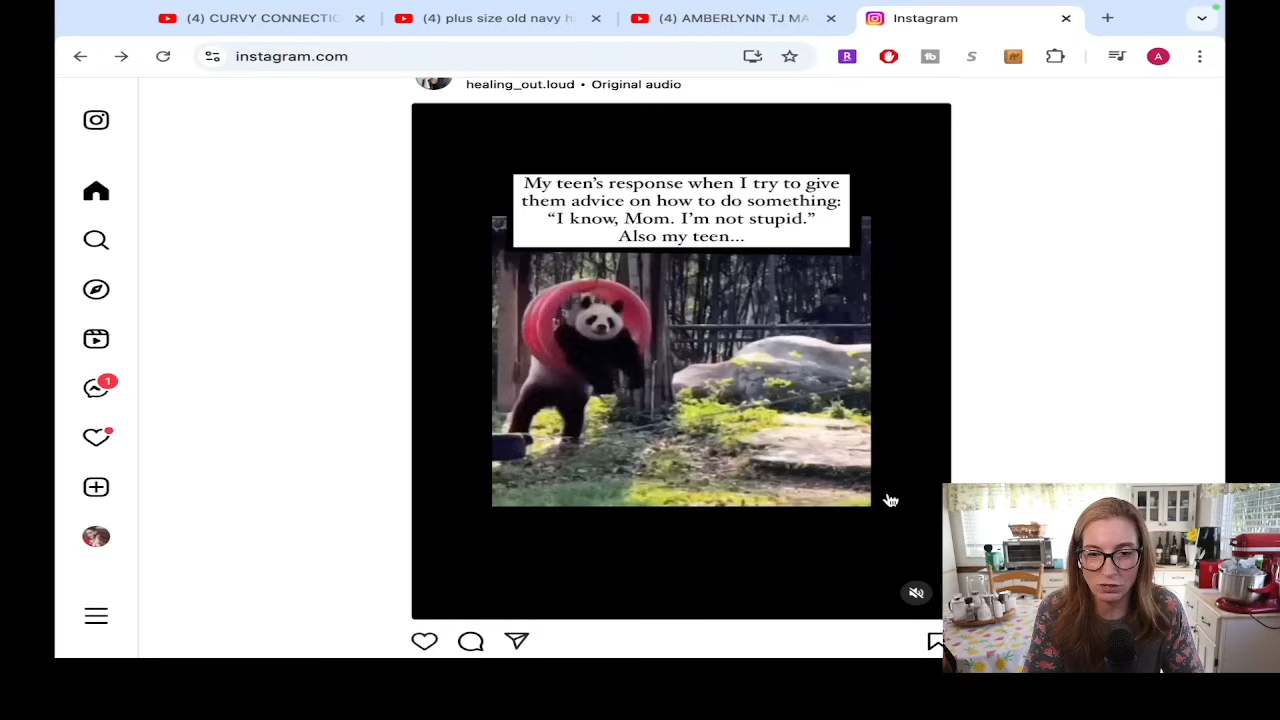 (4) CURVY CONNECTIC
(4) plus size old navy h
(4) AMBERLYNN TJ MA
Instagram
instagram.com
R
tb
S
A
healing_out.loud • Original audio
My teen's response when I try to give
them advice on how to do something:
“I know, Mom. I’m not stupid.”
Also my teen...
1